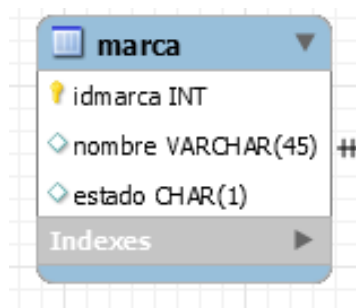 marca
idmarca INT
nombre VARCHAR(45)
estado CHAR(1)
Indexes